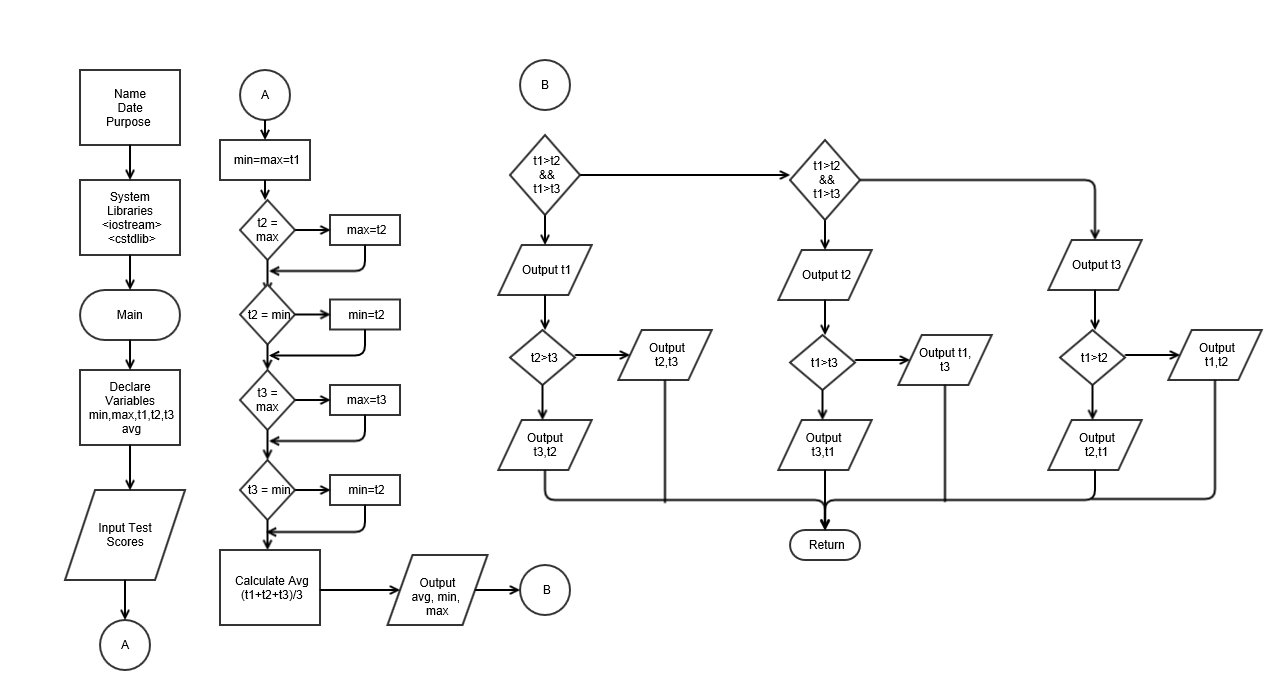 Name
Date
Purpose
System
Libraries
<iostream>
<cstdlib>
Main
Declare
Variables
min,max,t1,t2,t3
avg
Input Test
Scores
A
A
min=max=t1
t2 =
max
max=t2
t2 = min
min=t2
t3 =
max
max=t3
t3 = min
min=t2
Calculate Avg
(t1+t2+t3)/3
Output
avg, min,
max
B
B
t1>t2
&&
t1>t3
Output t1
t2>t3
Output
t2,t3
Output
t3,t2
t1>t2
&&
t1>t3
Output t2
t1>t3
Output t1,
t3
Output
t3,t1
Output t3
t1>t2
Output
t1,t2
Output
t2,t1
Return